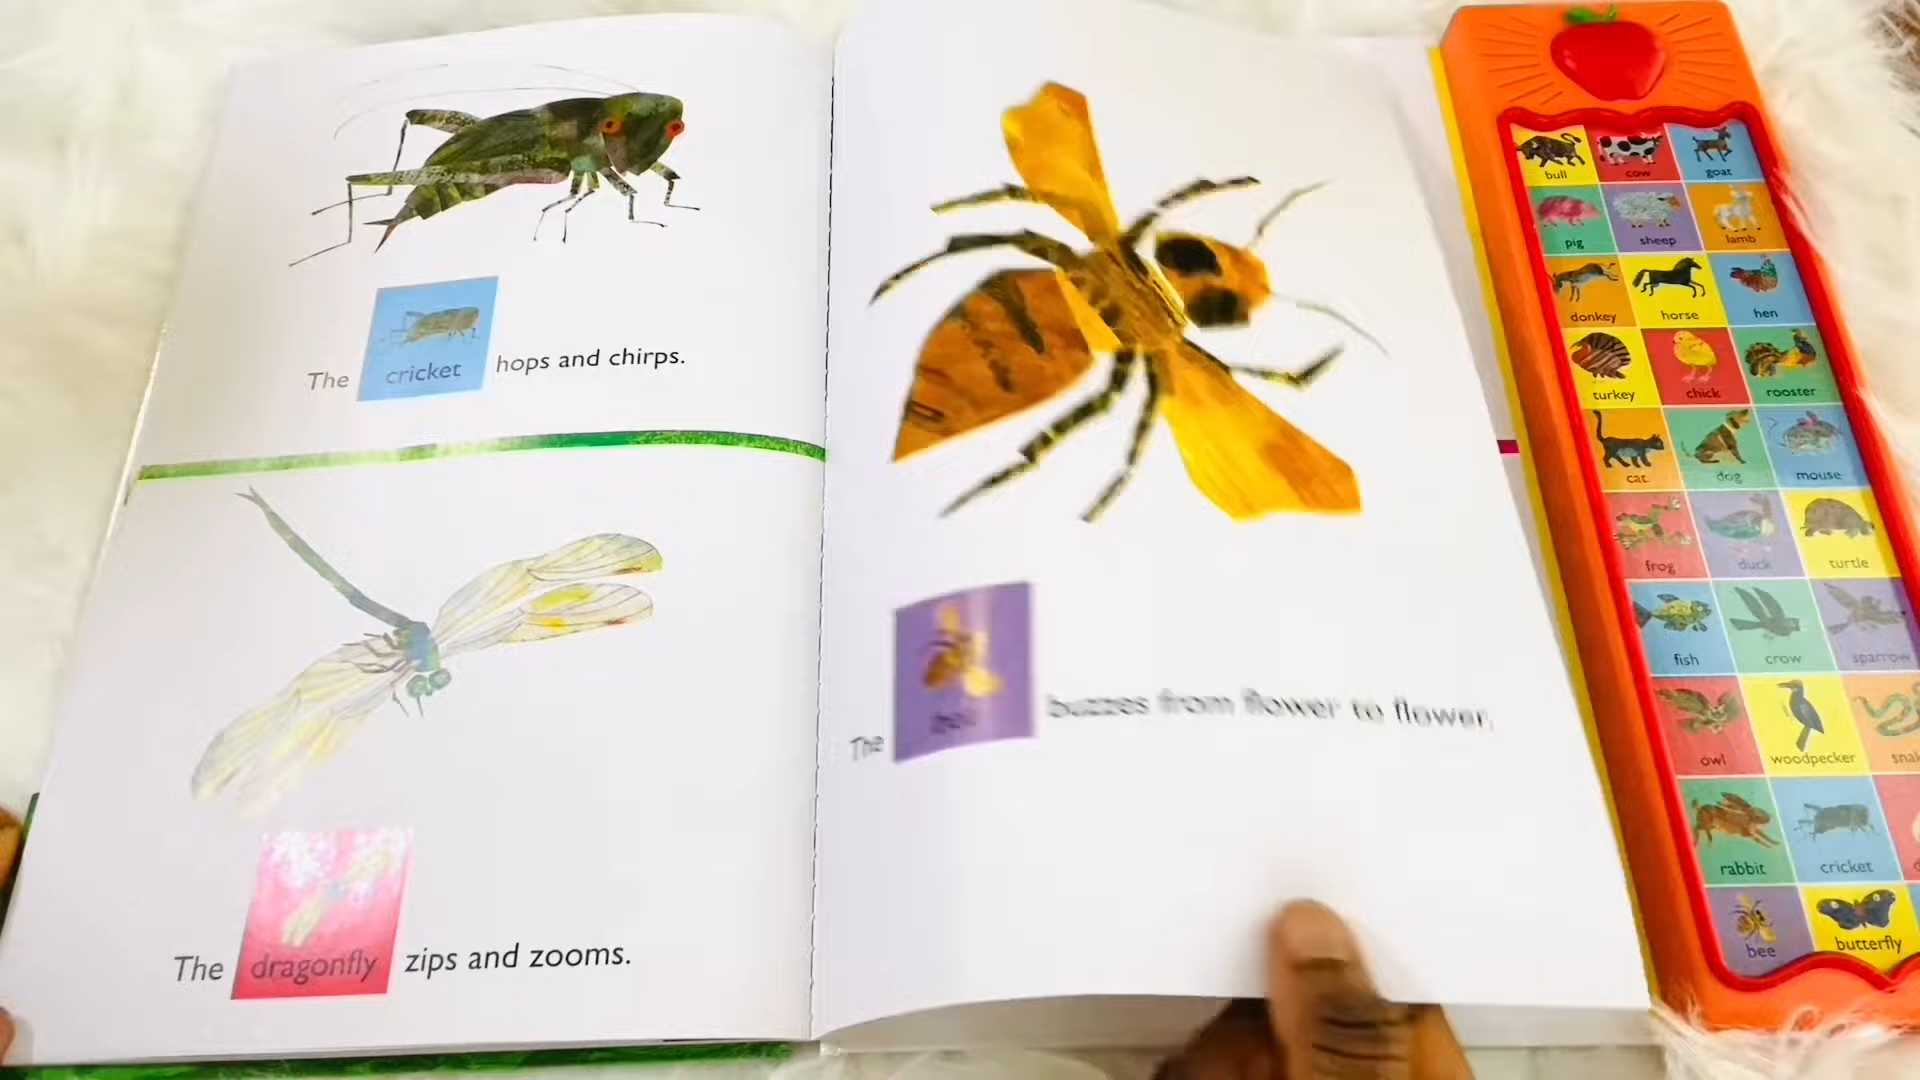 The cricket hops and chirps.
The dragonfly zips and zooms.
The bee buzzes from flower to flower.
bull cow goat
pig sheep lamb
donkey horse hen
turkey chick rooster
cat dog mouse
frog duck turtle
fish crow sparrow
owl woodpecker
rabbit cricket
bee butterfly